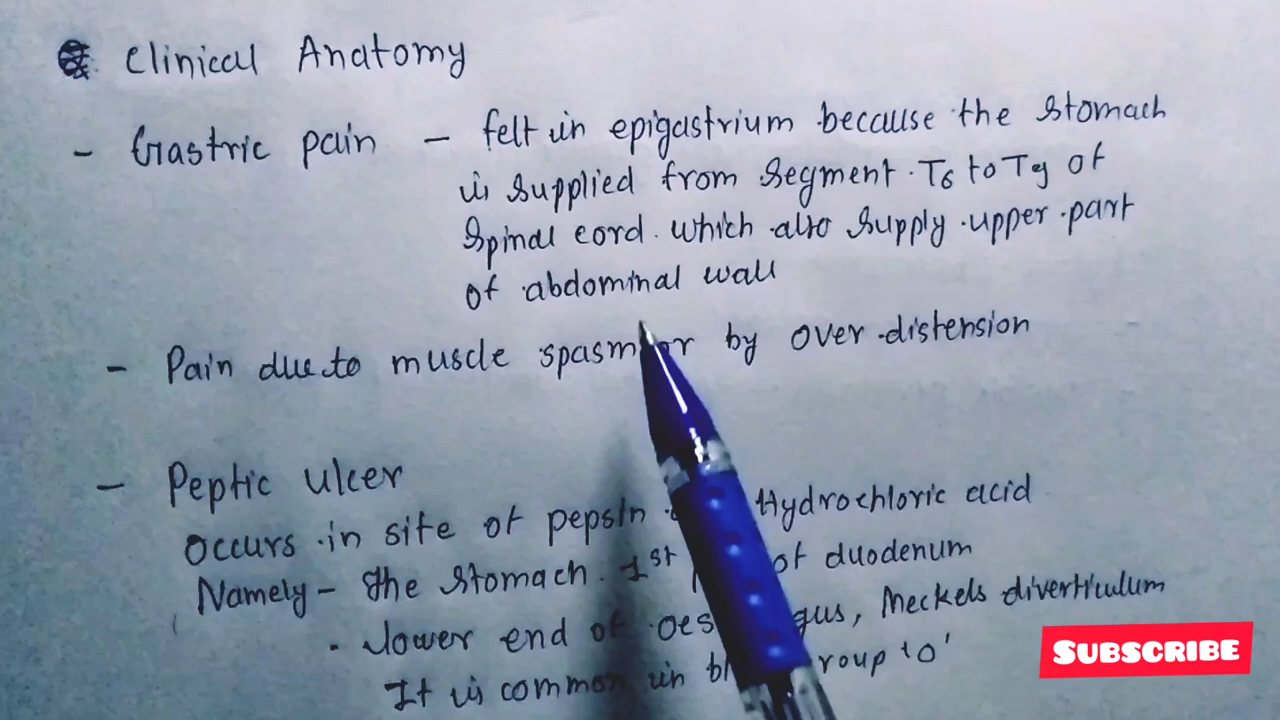 Clinical Anatomy
- Gastric pain - felt in epigastrium because the stomach
is supplied from segment T6 to T9 of
spinal cord which also supply upper part
of abdominal wall
- Pain due to muscle spasm or by over distension
- Peptic ulcer
occurs in site of pepsin Hydrochloric acid
Namely - the stomach 1st of duodenum
lower end of Meckels diverticulum
It is common in 'O'
SUBSCRIBE